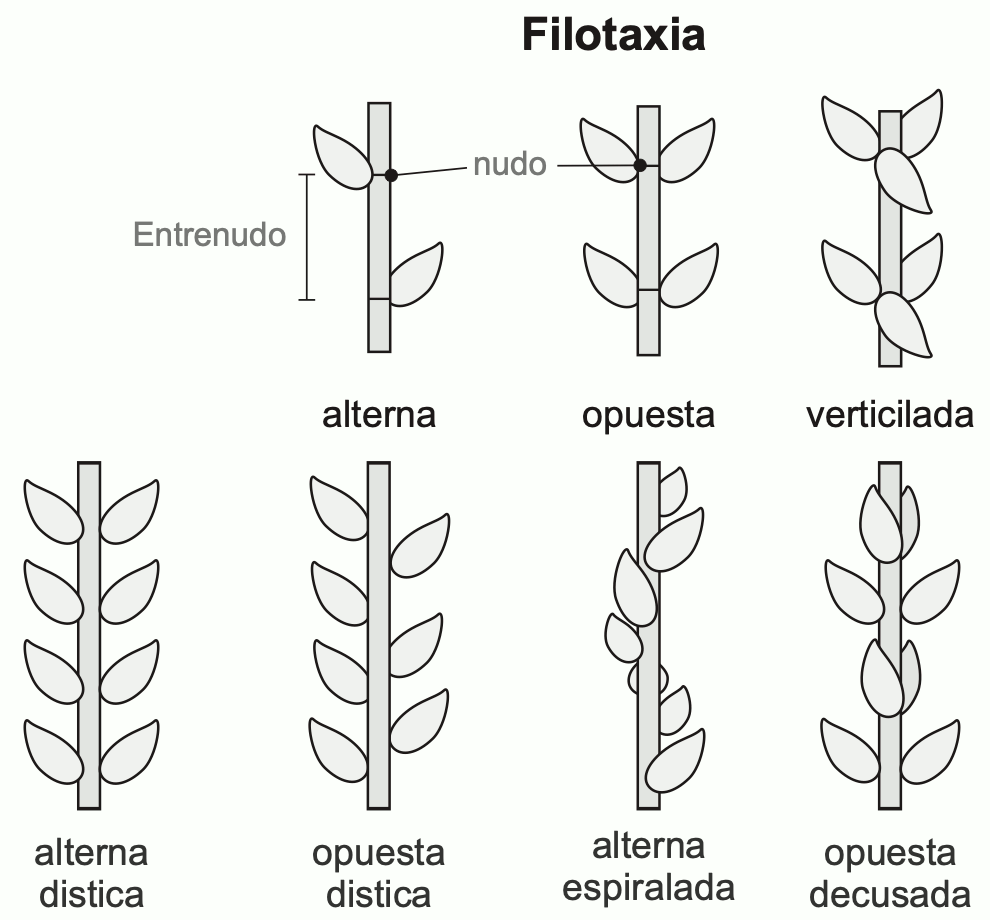 Filotaxia
nudo
Entrenudo
alterna
opuesta
verticilada
alterna
distica
opuesta
distica
alterna
espiralada
opuesta
decusada